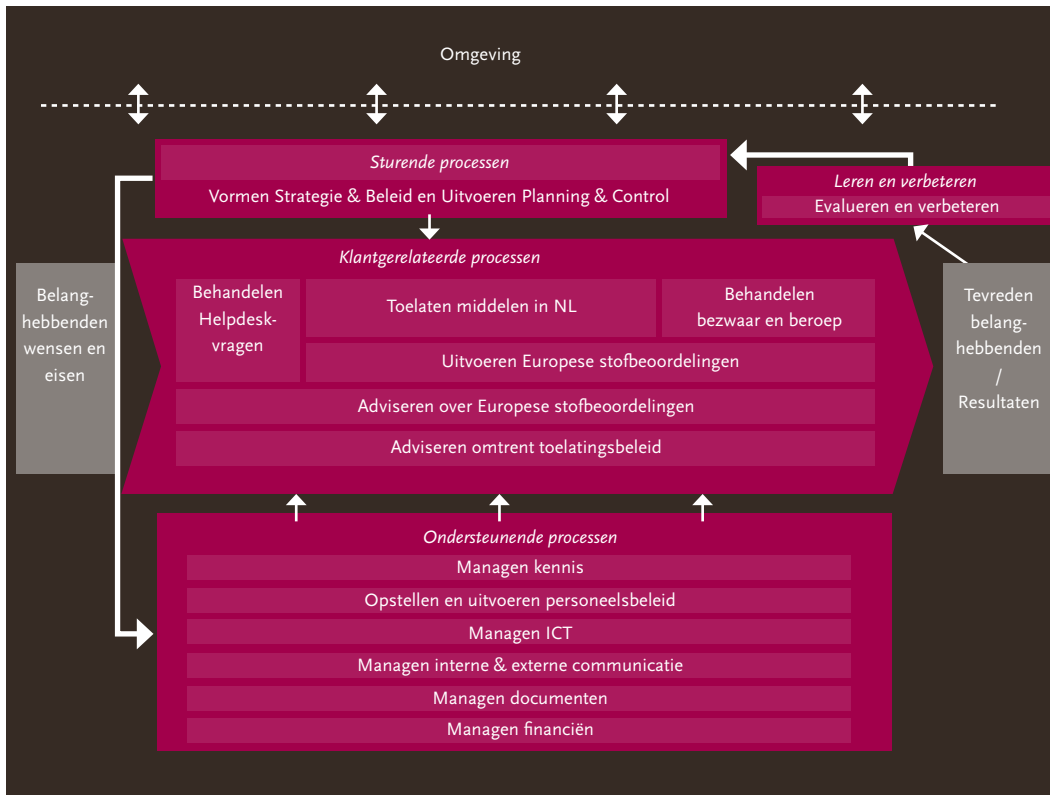 Omgeving
Sturende processen
Vormen Strategie & Beleid en Uitvoeren Planning & Control
Leren en verbeteren
Evalueren en verbeteren
Klantgerelateerde processen
Belang-
hebbenden
wensen en
eisen
Behandelen
Helpdesk-
vragen
Toelaten middelen in NL
Behandelen
bezwaar en beroep
Uitvoeren Europese stofbeoordelingen
Adviseren over Europese stofbeoordelingen
Adviseren omtrent toelatingsbeleid
Tevreden
belang-
hebbenden
/
Resultaten
Ondersteunende processen
Managen kennis
Opstellen en uitvoeren personeelsbeleid
Managen ICT
Managen interne & externe communicatie
Managen documenten
Managen financiën